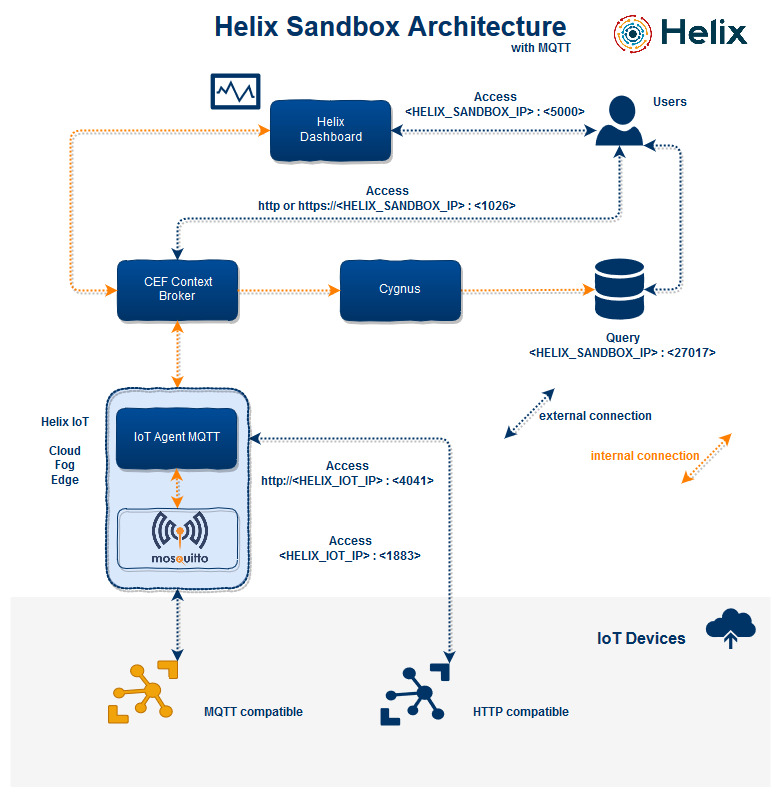 Helix Sandbox Architecture
with MQTT
Helix
Access
<HELIX_SANDBOX_IP> : <5000>
Users
Helix
Dashboard
Access
http or https://<HELIX_SANDBOX_IP> : <1026>
CEF Context
Broker
Cygnus
Query
<HELIX_SANDBOX_IP> : <27017>
external connection
internal connection
Helix IoT
Cloud
Fog
Edge
IoT Agent MQTT
Access
http://<HELIX_IOT_IP> : <4041>
mosquitto
Access
<HELIX_IOT_IP> : <1883>
IoT Devices
MQTT compatible
HTTP compatible